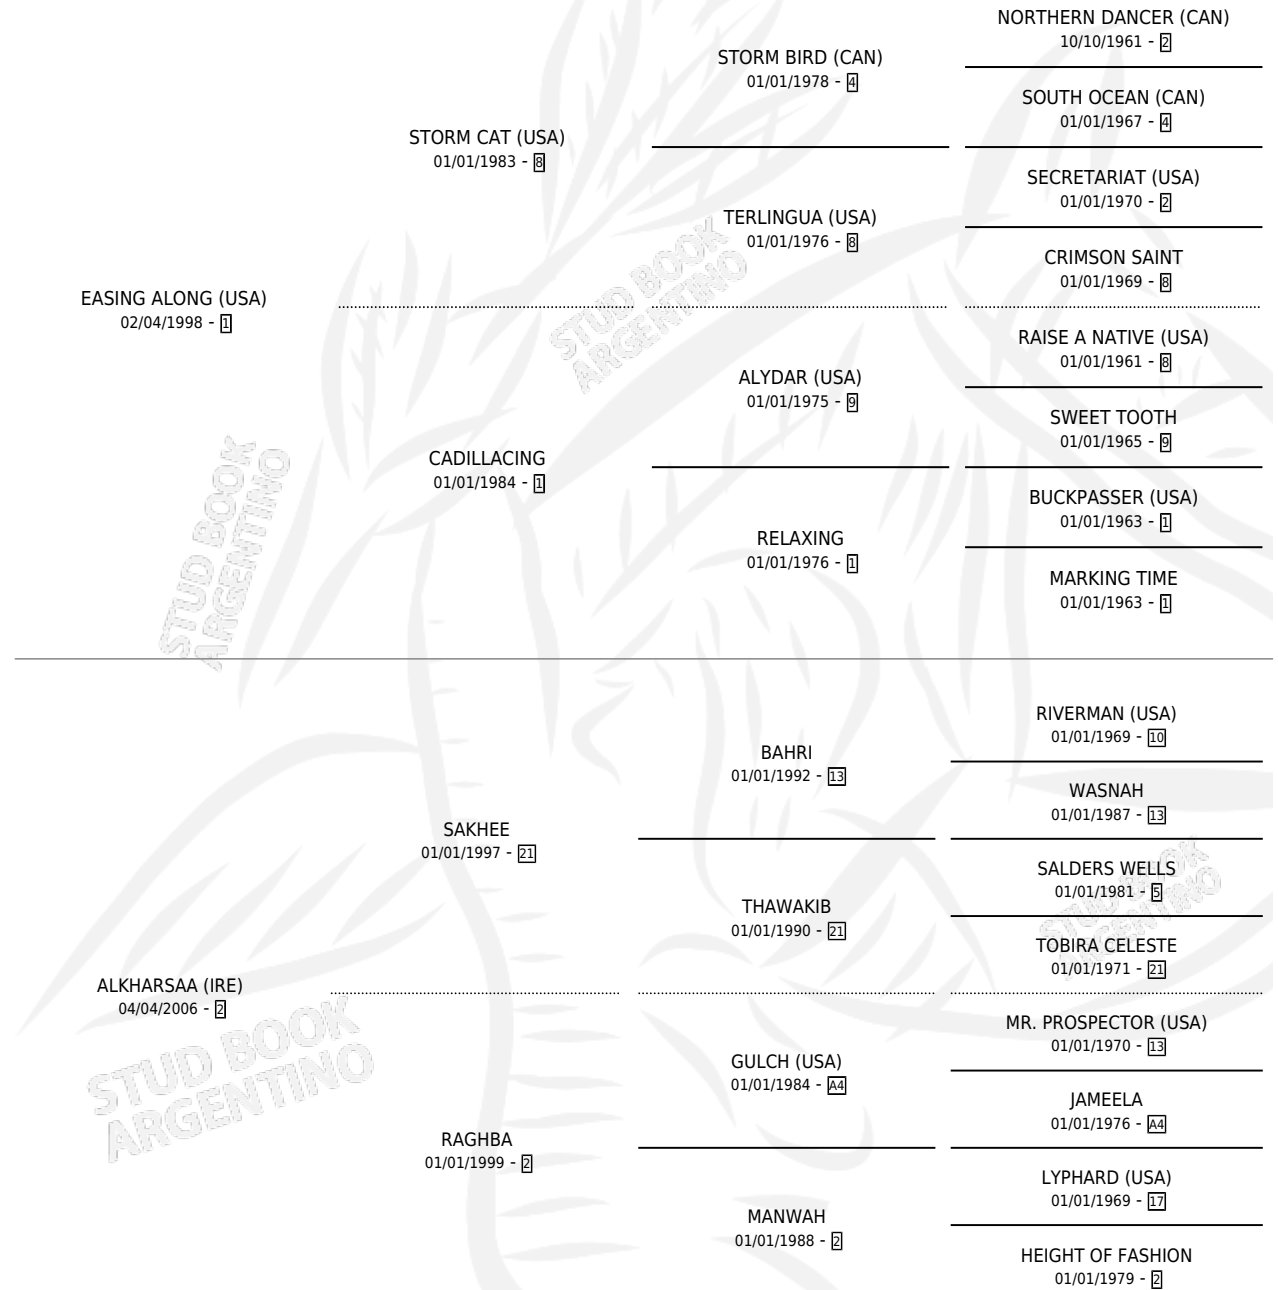 NORTHERN DANCER (CAN)
10/10/1961 - 2
STORM BIRD (CAN)
01/01/1978 - 4
SOUTH OCEAN (CAN)
01/01/1967 - 4
STORM CAT (USA)
01/01/1983 - 8
SECRETARIAT (USA)
01/01/1970 - 2
TERLINGUA (USA)
01/01/1976 - 8
CRIMSON SAINT
01/01/1969 - 8
EASING ALONG (USA)
02/04/1998 - 1
RAISE A NATIVE (USA)
01/01/1961 - 8
ALYDAR (USA)
01/01/1975 - 9
SWEET TOOTH
01/01/1965 - 9
CADILLACING
01/01/1984 - 1
BUCKPASSER (USA)
01/01/1963 - 1
RELAXING
01/01/1976 - 1
MARKING TIME
01/01/1963 - 1
RIVERMAN (USA)
01/01/1969 - 10
BAHRI
01/01/1992 - 13
WASNAH
01/01/1987 - 13
SAKHEE
01/01/1997 - 21
SALDERS WELLS
01/01/1981 - 5
THAWAKIB
01/01/1990 - 21
TOBIRA CELESTE
01/01/1971 - 21
ALKHARSAA (IRE)
04/04/2006 - 2
MR. PROSPECTOR (USA)
01/01/1970 - 13
GULCH (USA)
01/01/1984 - A4
JAMEELA
01/01/1976 - A4
RAGHBA
01/01/1999 - 2
LYPHARD (USA)
01/01/1969 - 17
MANWAH
01/01/1988 - 2
HEIGHT OF FASHION
01/01/1979 - 2
STUD BOOK
ARGENTINO
STUD BOOK
ARGENTINO
STUD BOOK
ARGENTINO
STUD BOOK
ARGENTINO